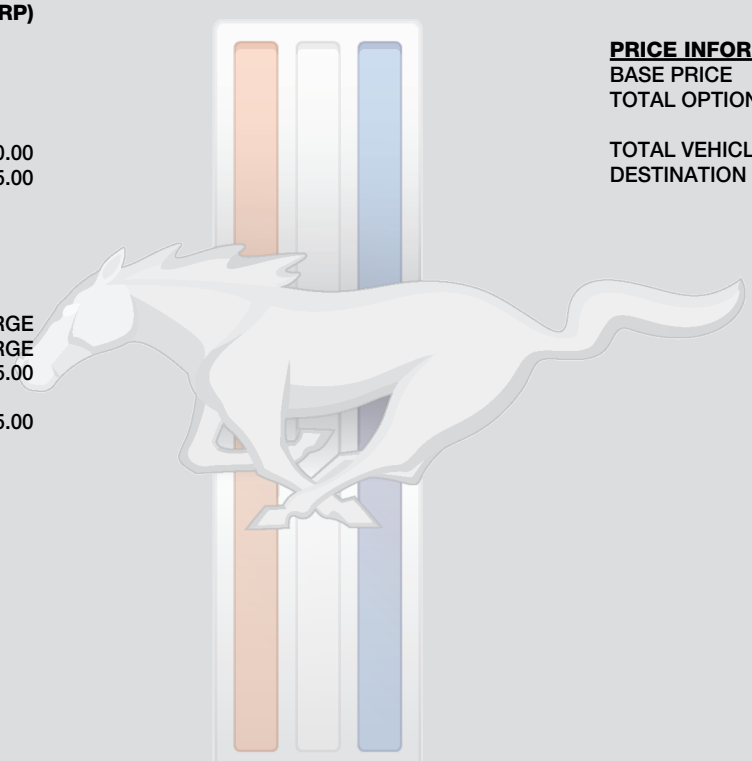 RP)
0.00
5.00
RGE
RGE
5.00
5.00
PRICE INFOR
BASE PRICE
TOTAL OPTION
TOTAL VEHICL
DESTINATION